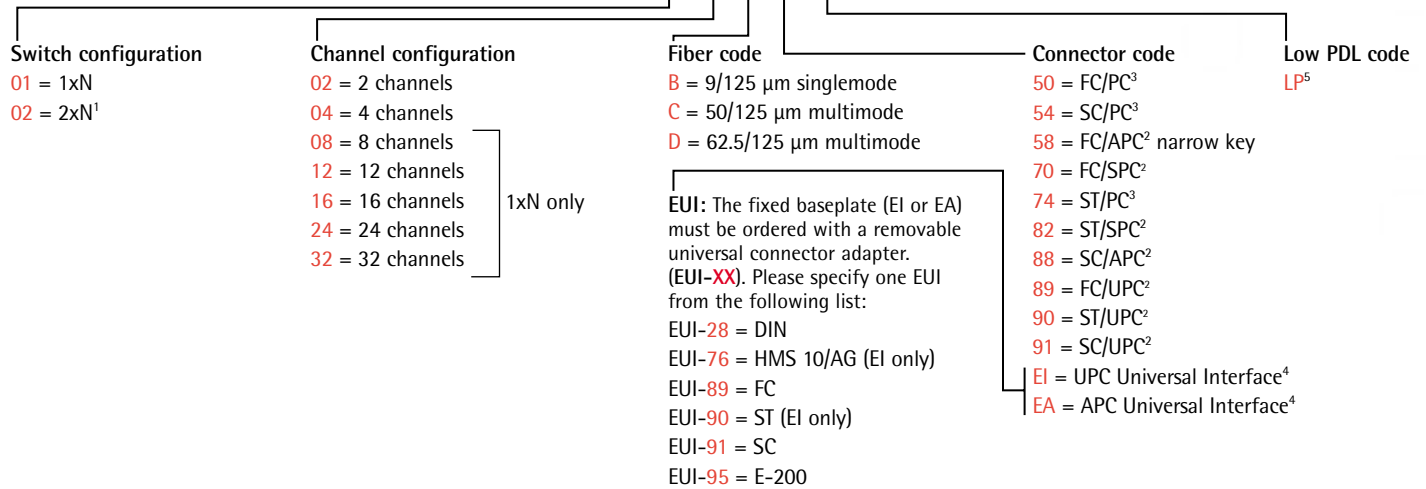 Switch configuration
01 = 1xN
02 = 2xN¹
Channel configuration
02 = 2 channels
04 = 4 channels
08 = 8 channels
12 = 12 channels
16 = 16 channels
24 = 24 channels
32 = 32 channels
1xN only
Fiber code
B = 9/125 µm singlemode
C = 50/125 µm multimode
D = 62.5/125 µm multimode
EUI: The fixed baseplate (EI or EA)
must be ordered with a removable
universal connector adapter.
(EUI-XX). Please specify one EUI
from the following list:
EUI-28 = DIN
EUI-76 = HMS 10/AG (EI only)
EUI-89 = FC
EUI-90 = ST (EI only)
EUI-91 = SC
EUI-95 = E-200
Connector code
50 = FC/PC³
54 = SC/PC³
58 = FC/APC² narrow key
70 = FC/SPC²
74 = ST/PC³
82 = ST/SPC²
88 = SC/APC²
89 = FC/UPC²
90 = ST/UPC²
91 = SC/UPC²
EI = UPC Universal Interface⁴
EA = APC Universal Interface⁴
Low PDL code
LP⁵